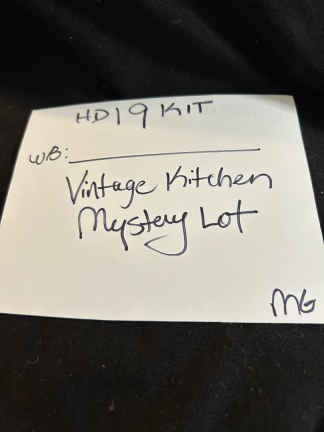 HD19 KIT
WB:
Vintage Kitchen
Mystery Lot
MG